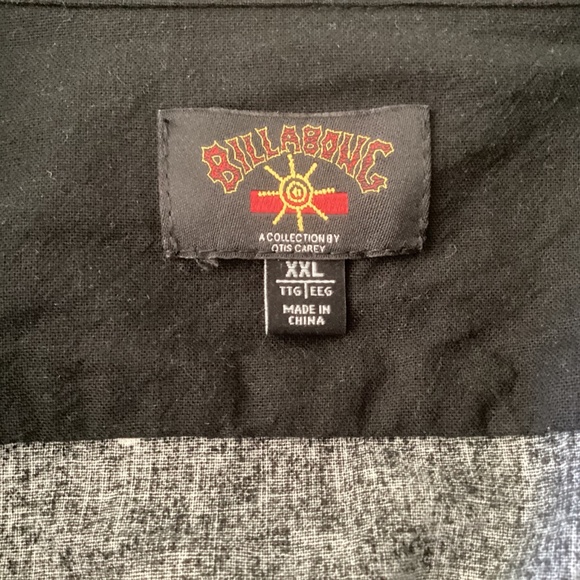 BILLABONG
A COLLECTION BY
OTIS CAREY
XXL
TTG EEG
MADE IN
CHINA